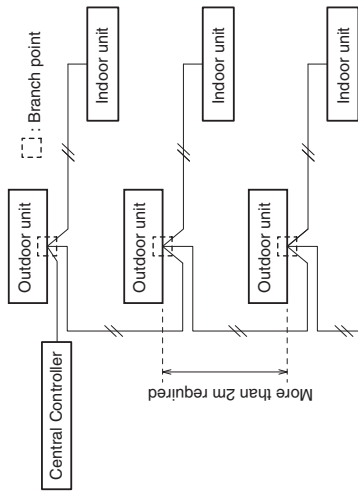 : Branch point
Outdoor unit
Indoor unit
Central Controller
Outdoor unit
Indoor unit
More than 2m required
Outdoor unit
Indoor unit